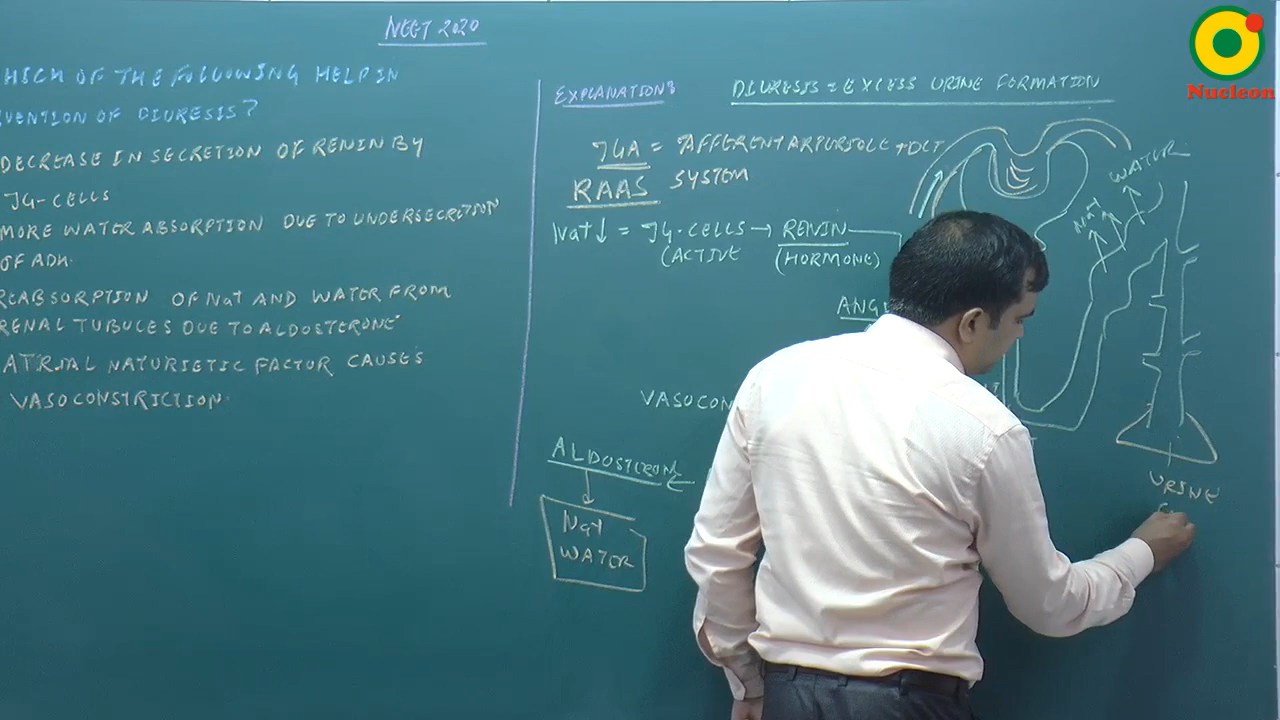 NEET 2020
HICH OF THE FOLLOWING HELP IN
VENTION OF DIURESIS?
DECREASE IN SECRETION OF RENIN BY
JG-CELLS
MORE WATER ABSORPTION DUE TO UNDERSECRETION
OF ADH.
REABSORPTION OF Na+ AND WATER FROM
RENAL TUBULES DUE TO ALDOSTERONE
ATRIAL NATURIETIC FACTOR CAUSES
VASOCONSTRICTION.
EXPLANATION:
DIURESIS = EXCESS URINE FORMATION
JGA = AFFERENT ARTERIOLE + DCT
RAAS SYSTEM
Na+↓ = JG-CELLS → RENIN
(ACTIVE (HORMONE)
ANG
VASOCON
ALDOSTERON ←
Na+
WATER
WATER
Na+
URINE
Nucleon